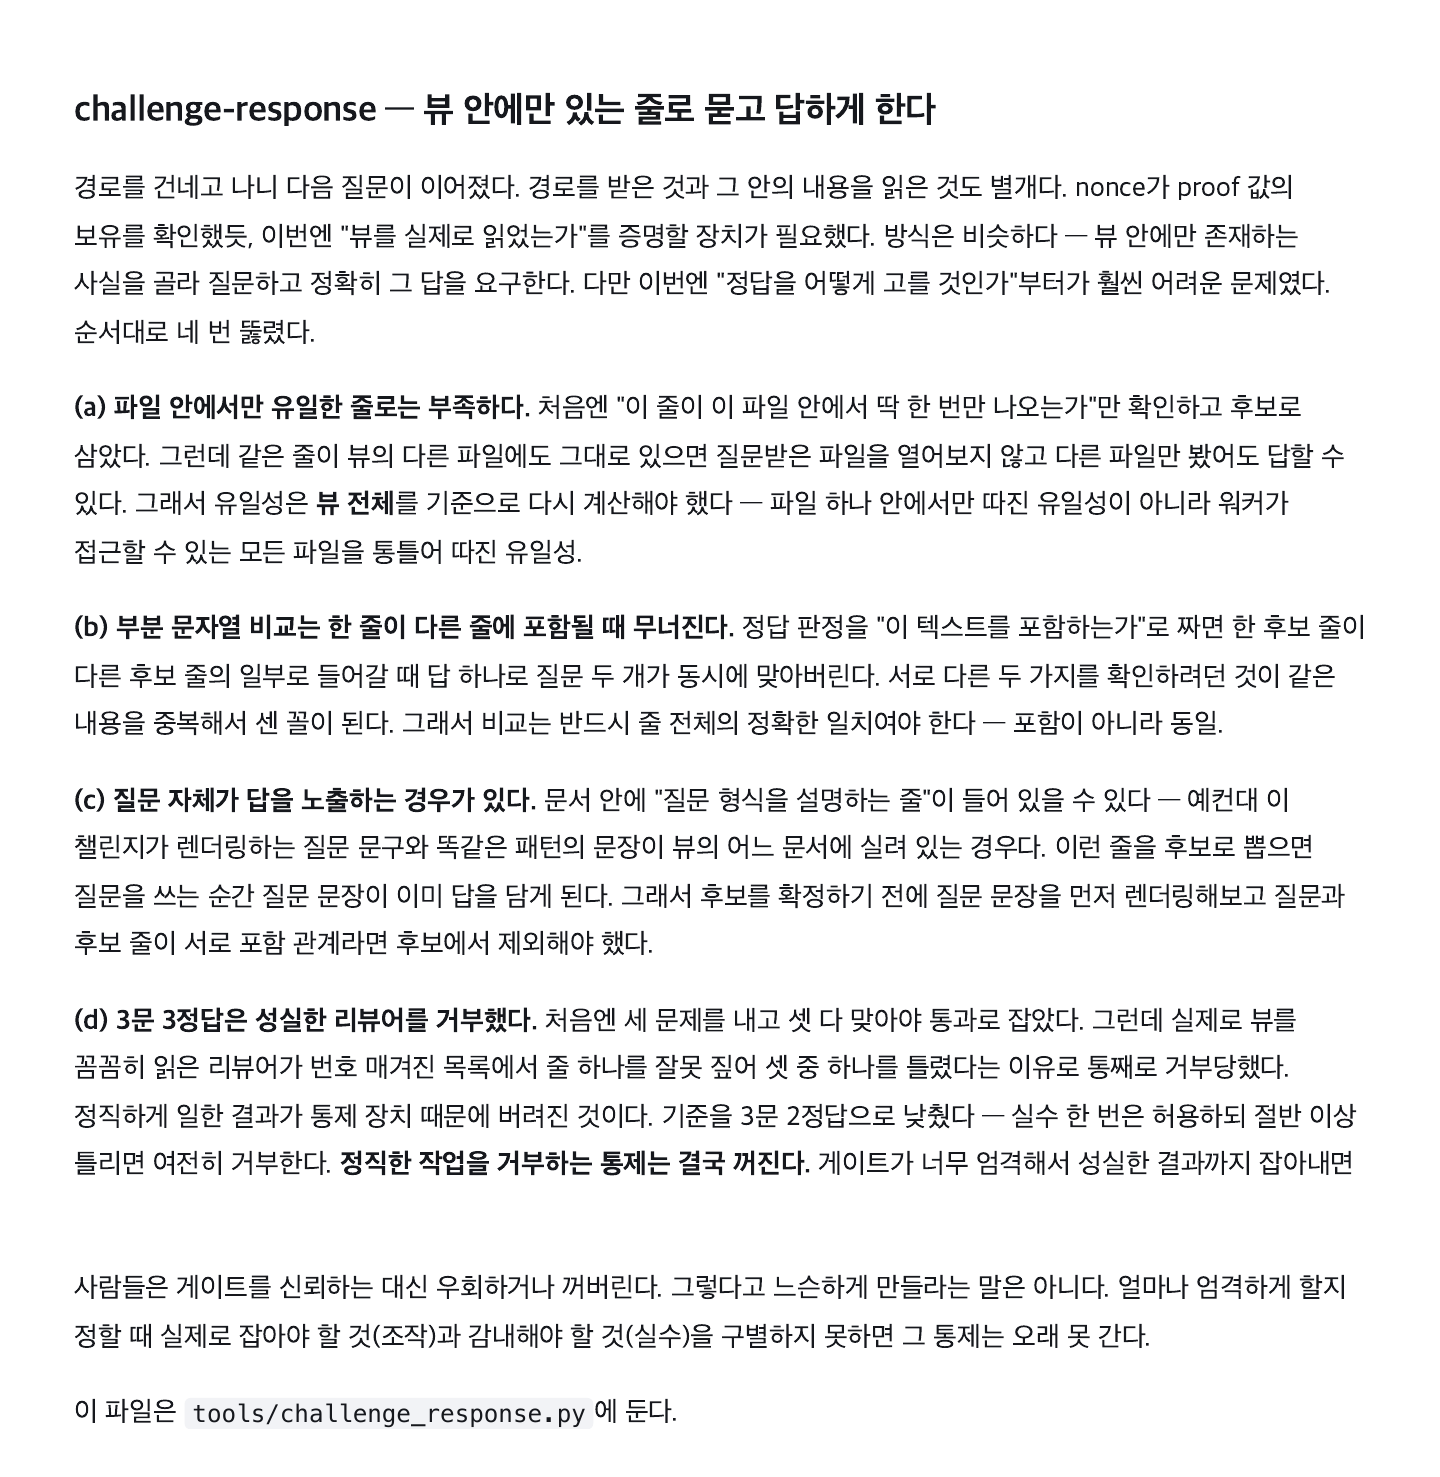 challenge-response — 뷰 안에만 있는 줄로 묻고 답하게 한다
경로를 건네고 나니 다음 질문이 이어졌다. 경로를 받은 것과 그 안의 내용을 읽은 것도 별개다. nonce가 proof 값의
보유를 확인했듯, 이번엔 "뷰를 실제로 읽었는가"를 증명할 장치가 필요했다. 방식은 비슷하다 — 뷰 안에만 존재하는
사실을 골라 질문하고 정확히 그 답을 요구한다. 다만 이번엔 "정답을 어떻게 고를 것인가"부터가 훨씬 어려운 문제였다.
순서대로 네 번 뚫렸다.
(a) 파일 안에서만 유일한 줄로는 부족하다. 처음엔 "이 줄이 이 파일 안에서 딱 한 번만 나오는가"만 확인하고 후보로
삼았다. 그런데 같은 줄이 뷰의 다른 파일에도 그대로 있으면 질문받은 파일을 열어보지 않고 다른 파일만 봤어도 답할 수
있다. 그래서 유일성은 뷰 전체를 기준으로 다시 계산해야 했다 — 파일 하나 안에서만 따진 유일성이 아니라 워커가
접근할 수 있는 모든 파일을 통틀어 따진 유일성.
(b) 부분 문자열 비교는 한 줄이 다른 줄에 포함될 때 무너진다. 정답 판정을 "이 텍스트를 포함하는가"로 짜면 한 후보 줄이
다른 후보 줄의 일부로 들어갈 때 답 하나로 질문 두 개가 동시에 맞아버린다. 서로 다른 두 가지를 확인하려던 것이 같은
내용을 중복해서 센 꼴이 된다. 그래서 비교는 반드시 줄 전체의 정확한 일치여야 한다 — 포함이 아니라 동일.
(c) 질문 자체가 답을 노출하는 경우가 있다. 문서 안에 "질문 형식을 설명하는 줄"이 들어 있을 수 있다 — 예컨대 이
챌린지가 렌더링하는 질문 문구와 똑같은 패턴의 문장이 뷰의 어느 문서에 실려 있는 경우다. 이런 줄을 후보로 뽑으면
질문을 쓰는 순간 질문 문장이 이미 답을 담게 된다. 그래서 후보를 확정하기 전에 질문 문장을 먼저 렌더링해보고 질문과
후보 줄이 서로 포함 관계라면 후보에서 제외해야 했다.
(d) 3문 3정답은 성실한 리뷰어를 거부했다. 처음엔 세 문제를 내고 셋 다 맞아야 통과로 잡았다. 그런데 실제로 뷰를
꼼꼼히 읽은 리뷰어가 번호 매겨진 목록에서 줄 하나를 잘못 짚어 셋 중 하나를 틀렸다는 이유로 통째로 거부당했다.
정직하게 일한 결과가 통제 장치 때문에 버려진 것이다. 기준을 3문 2정답으로 낮췄다 — 실수 한 번은 허용하되 절반 이상
틀리면 여전히 거부한다. 정직한 작업을 거부하는 통제는 결국 꺼진다. 게이트가 너무 엄격해서 성실한 결과까지 잡아내면
사람들은 게이트를 신뢰하는 대신 우회하거나 꺼버린다. 그렇다고 느슨하게 만들라는 말은 아니다. 얼마나 엄격하게 할지
정할 때 실제로 잡아야 할 것(조작)과 감내해야 할 것(실수)을 구별하지 못하면 그 통제는 오래 못 간다.
이 파일은 tools/challenge_response.py에 둔다.